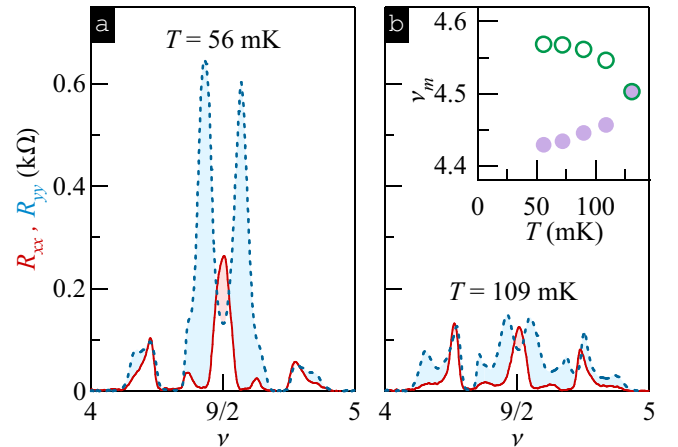 a
T = 56 mK
0.6
0.4
0.2
0
R_xx , R_yy (kΩ)
4
9/2
5
ν
b
4.6
4.5
4.4
ν_m
0
50
100
T (mK)
T = 109 mK
4
9/2
5
ν